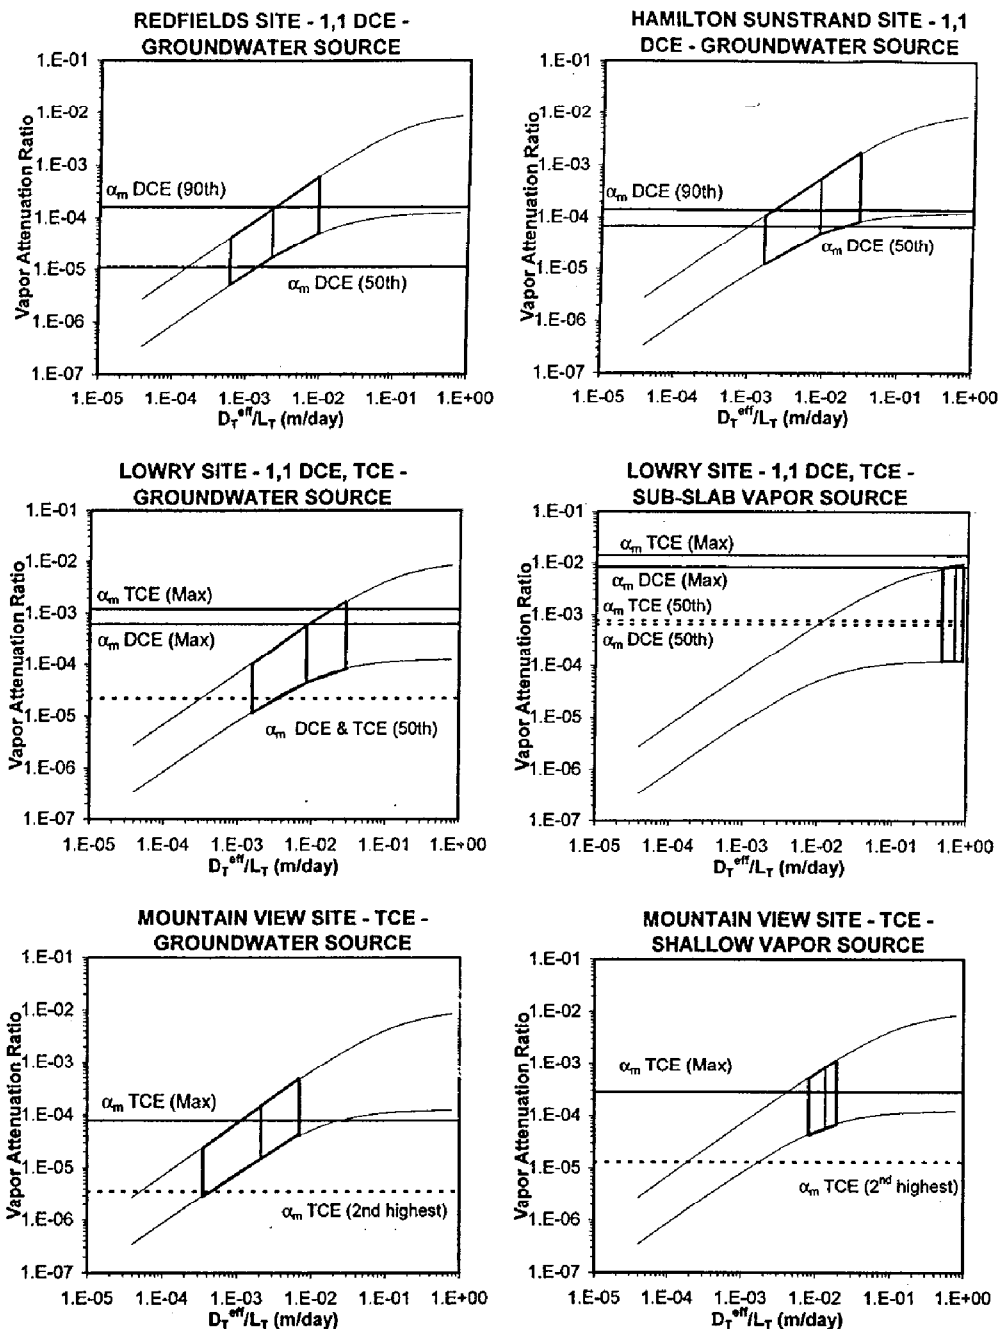 REDFIELDS SITE - 1,1 DCE -
GROUNDWATER SOURCE
Vapor Attenuation Ratio
1.E-01
1.E-02
1.E-03
1.E-04
1.E-05
1.E-06
1.E-07
αm DCE (90th)
αm DCE (50th)
1.E-05 1.E-04 1.E-03 1.E-02 1.E-01 1.E+00
DT^eff/LT (m/day)
HAMILTON SUNSTRAND SITE - 1,1
DCE - GROUNDWATER SOURCE
Vapor Attenuation Ratio
1.E-01
1.E-02
1.E-03
1.E-04
1.E-05
1.E-06
1.E-07
αm DCE (90th)
αm DCE (50th)
1.E-05 1.E-04 1.E-03 1.E-02 1.E-01 1.E+00
DT^eff/LT (m/day)
LOWRY SITE - 1,1 DCE, TCE -
GROUNDWATER SOURCE
Vapor Attenuation Ratio
1.E-01
1.E-02
1.E-03
1.E-04
1.E-05
1.E-06
1.E-07
αm TCE (Max)
αm DCE (Max)
αm DCE & TCE (50th)
1.E-05 1.E-04 1.E-03 1.E-02 1.E-01 1.E+00
DT^eff/LT (m/day)
LOWRY SITE - 1,1 DCE, TCE -
SUB-SLAB VAPOR SOURCE
Vapor Attenuation Ratio
1.E-01
1.E-02
1.E-03
1.E-04
1.E-05
1.E-06
1.E-07
αm TCE (Max)
αm DCE (Max)
αm TCE (50th)
αm DCE (50th)
1.E-05 1.E-04 1.E-03 1.E-02 1.E-01 1.E+00
DT^eff/LT (m/day)
MOUNTAIN VIEW SITE - TCE -
GROUNDWATER SOURCE
Vapor Attenuation Ratio
1.E-01
1.E-02
1.E-03
1.E-04
1.E-05
1.E-06
1.E-07
αm TCE (Max)
αm TCE (2nd highest)
1.E-05 1.E-04 1.E-03 1.E-02 1.E-01 1.E+00
DT^eff/LT (m/day)
MOUNTAIN VIEW SITE - TCE -
SHALLOW VAPOR SOURCE
Vapor Attenuation Ratio
1.E-01
1.E-02
1.E-03
1.E-04
1.E-05
1.E-06
1.E-07
αm TCE (Max)
αm TCE (2nd highest)
1.E-05 1.E-04 1.E-03 1.E-02 1.E-01 1.E+00
DT^eff/LT (m/day)